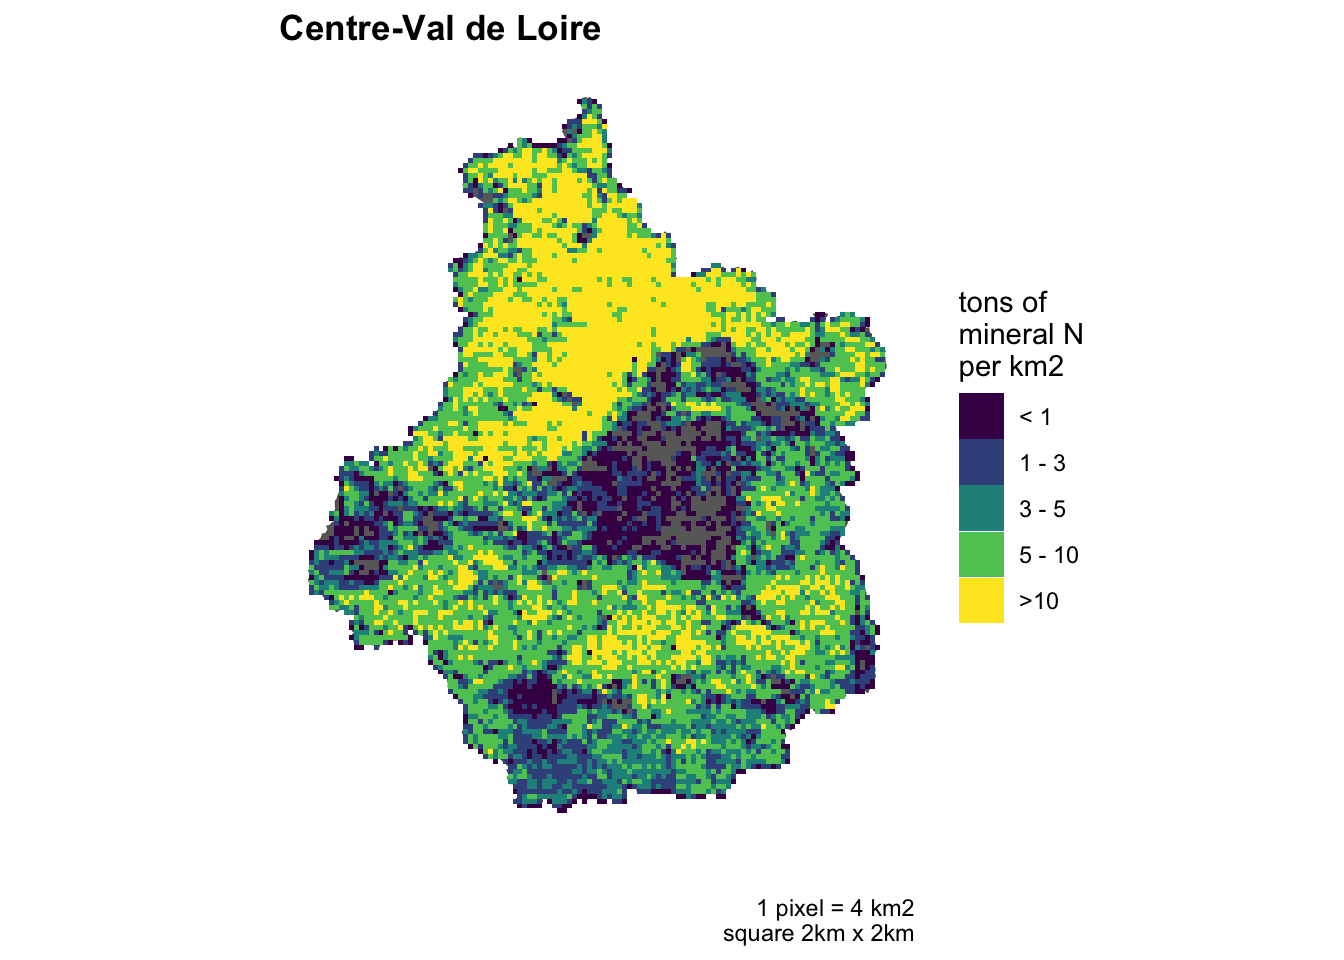 Centre-Val de Loire
tons of
mineral N
per km2
< 1
1 - 3
3 - 5
5 - 10
>10
1 pixel = 4 km2
square 2km x 2km